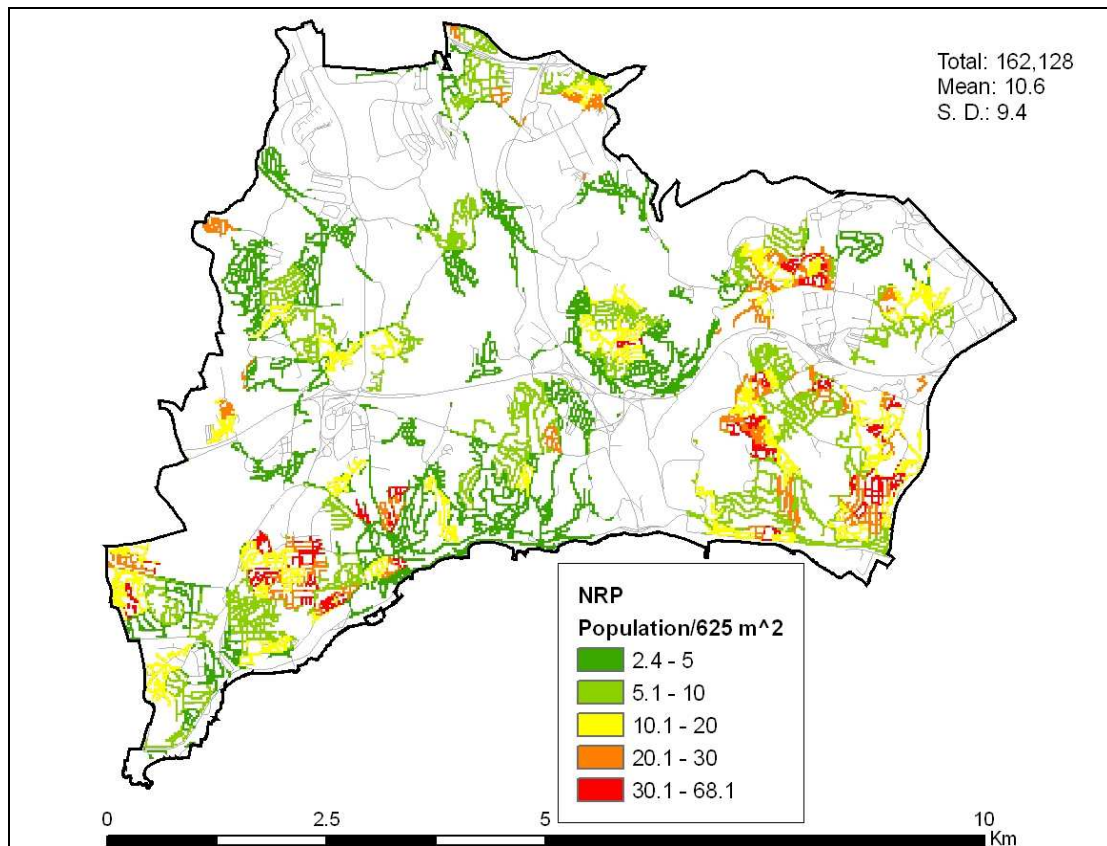 Total: 162,128
Mean: 10.6
S. D.: 9.4
NRP
Population/625 m^2
2.4 - 5
5.1 - 10
10.1 - 20
20.1 - 30
30.1 - 68.1
0 2.5 5 10
Km